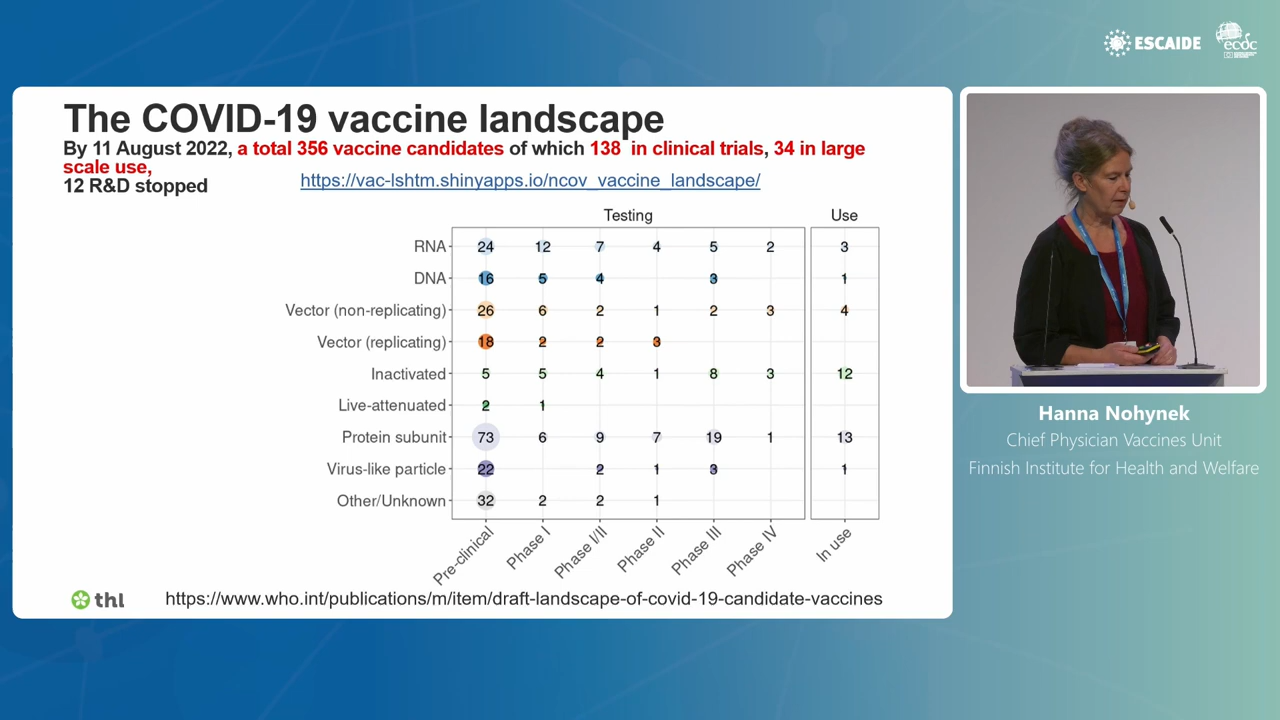 ESCAIDE
ecdc
The COVID-19 vaccine landscape
By 11 August 2022, a total 356 vaccine candidates of which 138 in clinical trials, 34 in large
scale use,
12 R&D stopped
https://vac-lshtm.shinyapps.io/ncov_vaccine_landscape/
Testing Use
RNA 24 12 7 4 5 2 3
DNA 16 5 4 3 1
Vector (non-replicating) 26 6 2 1 2 3 4
Vector (replicating) 18 2 2 3
Inactivated 5 5 4 1 8 3 12
Live-attenuated 2 1
Protein subunit 73 6 9 7 19 1 13
Virus-like particle 22 2 1 3 1
Other/Unknown 32 2 2 1
Pre-clinical Phase I Phase I/II Phase II Phase III Phase IV In use
thl
https://www.who.int/publications/m/item/draft-landscape-of-covid-19-candidate-vaccines
Hanna Nohynek
Chief Physician Vaccines Unit
Finnish Institute for Health and Welfare